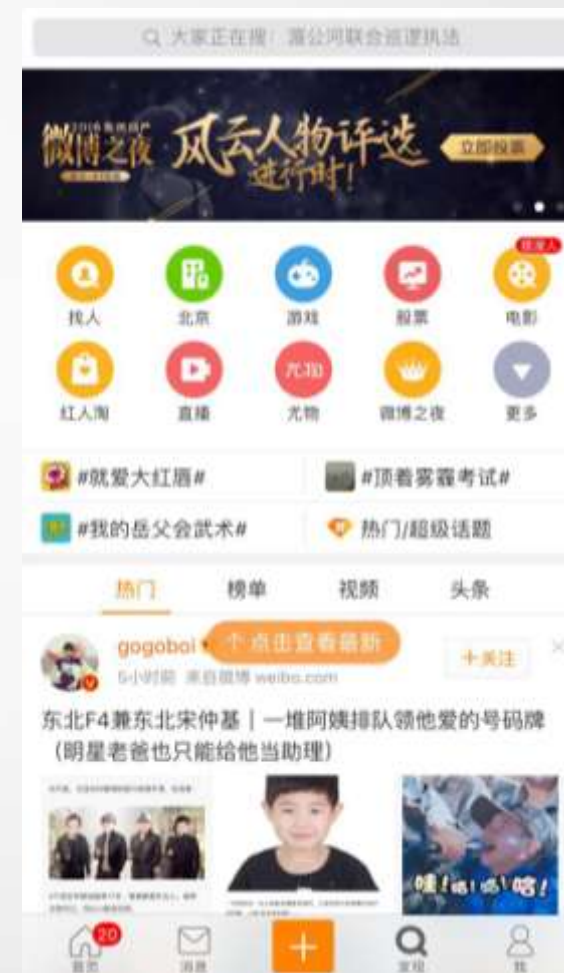 大家正在搜：湄公河联合巡逻执法
微博之夜
风云人物评选
进行时！
立即投票
找人
北京
游戏
股票
电影
红人淘
直播
尤物
微博之夜
更多
#就爱大红唇#
#顶着雾霾考试#
#我的岳父会武术#
热门/超级话题
热门
榜单
视频
头条
gogoboi
个 点击查看最新
+关注
5小时前 来自微博 weibo.com
东北F4兼东北宋仲基｜一堆阿姨排队领他爱的号码牌
（明星老爸也只能给他当助理）
哇！哈！哈！哈！
20
首页
消息
发现
我